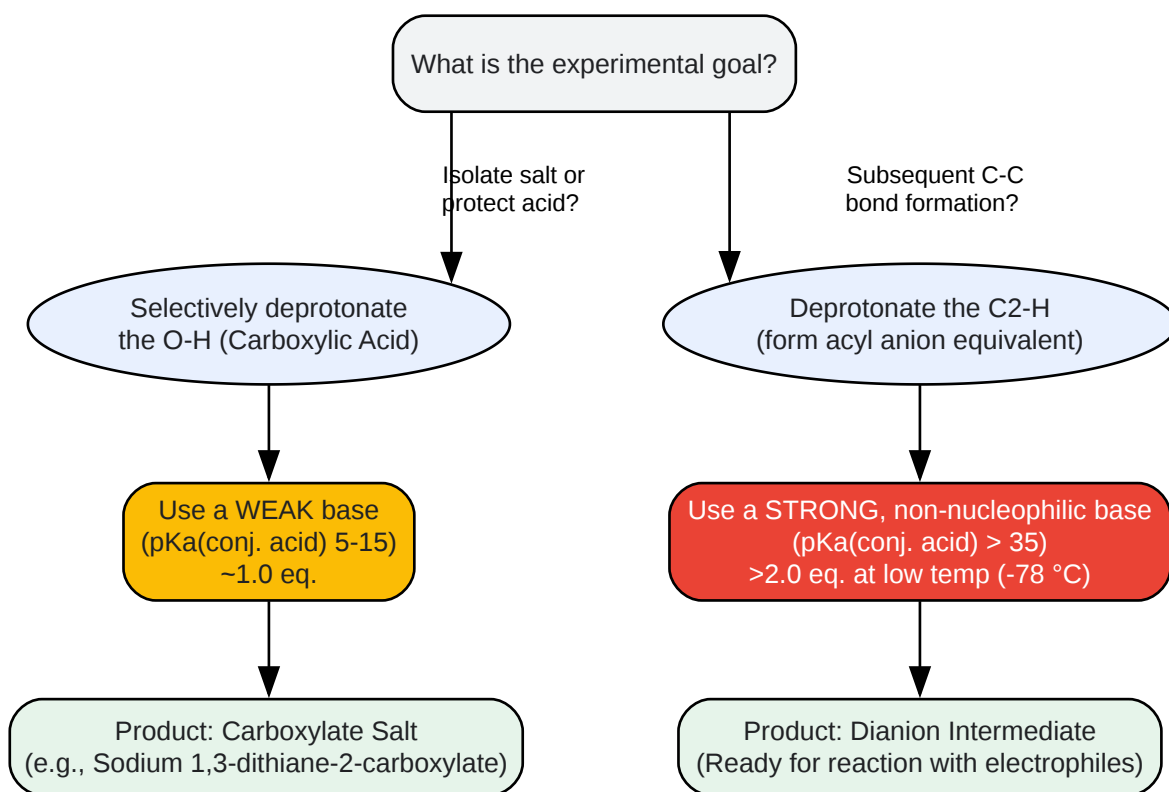 What is the experimental goal?
Isolate salt or
protect acid?
Subsequent C-C
bond formation?
Selectively deprotonate
the O-H (Carboxylic Acid)
Deprotonate the C2-H
(form acyl anion equivalent)
Use a WEAK base
(pKa(conj. acid) 5-15)
~1.0 eq.
Use a STRONG, non-nucleophilic base
(pKa(conj. acid) > 35)
>2.0 eq. at low temp (-78 °C)
Product: Carboxylate Salt
(e.g., Sodium 1,3-dithiane-2-carboxylate)
Product: Dianion Intermediate
(Ready for reaction with electrophiles)